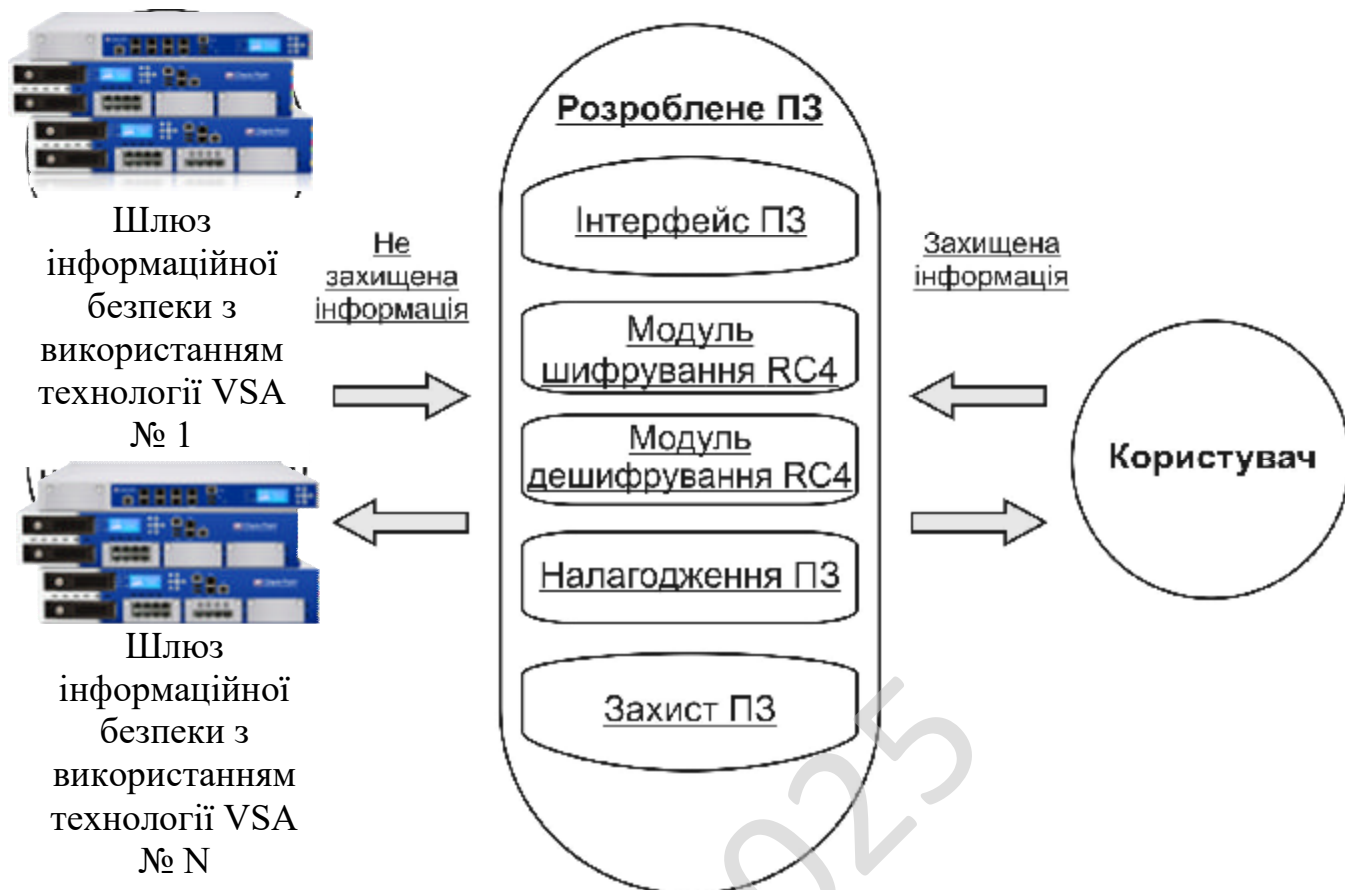 Шлюз
інформаційної
безпеки з
використанням
технології VSA
№ 1
Шлюз
інформаційної
безпеки з
використанням
технології VSA
№ N
Не
захищена
інформація
Розроблене ПЗ
Інтерфейс ПЗ
Модуль
шифрування RC4
Модуль
дешифрування RC4
Налагодження ПЗ
Захист ПЗ
Захищена
інформація
Користувач
025